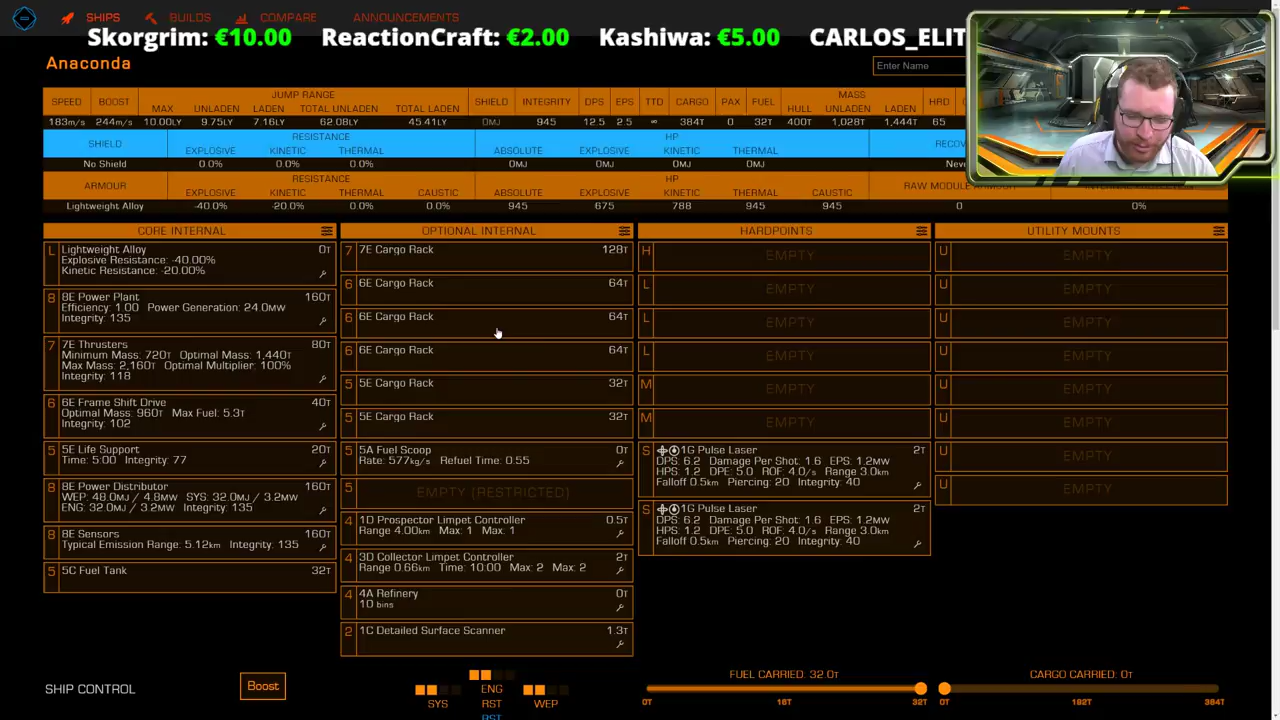 SHIPS BUILDS COMPARE ANNOUNCEMENTS
Skorgrim: €10.00 ReactionCraft: €2.00 Kashiwa: €5.00 CARLOS_ELIT
Anaconda
Enter Name
SPEED BOOST JUMP RANGE SHIELD INTEGRITY DPS EPS TTD CARGO PAX FUEL MASS HRD
MAX UNLADEN LADEN TOTAL UNLADEN TOTAL LADEN HULL UNLADEN LADEN
183m/s 244m/s 10.00LY 9.75LY 7.16LY 62.08LY 45.41LY 0MJ 945 12.5 2.5 ∞ 384T 0 32T 400T 1,028T 1,444T 65
SHIELD RESISTANCE HP
EXPLOSIVE KINETIC THERMAL ABSOLUTE EXPLOSIVE KINETIC THERMAL
No Shield 0.0% 0.0% 0.0% 0MJ 0MJ 0MJ 0MJ Never
ARMOUR RESISTANCE HP
EXPLOSIVE KINETIC THERMAL CAUSTIC ABSOLUTE EXPLOSIVE KINETIC THERMAL CAUSTIC
Lightweight Alloy -40.0% -20.0% 0.0% 0.0% 945 675 788 945 945 0 0%
CORE INTERNAL
L Lightweight Alloy 0T
Explosive Resistance: -40.00%
Kinetic Resistance: -20.00%
8 8E Power Plant 160T
Efficiency: 1.00 Power Generation: 24.0MW
Integrity: 135
7 7E Thrusters 80T
Minimum Mass: 720T Optimal Mass: 1,440T
Max Mass: 2,160T Optimal Multiplier: 100%
Integrity: 118
6 6E Frame Shift Drive 40T
Optimal Mass: 960T Max Fuel: 5.3T
Integrity: 102
5 5E Life Support 20T
Time: 5:00 Integrity: 77
8 8E Power Distributor 160T
WEP: 48.0MJ / 4.8MW SYS: 32.0MJ / 3.2MW
ENG: 32.0MJ / 3.2MW Integrity: 135
8 8E Sensors 160T
Typical Emission Range: 5.12km Integrity: 135
5 5C Fuel Tank 32T
OPTIONAL INTERNAL
7 7E Cargo Rack 128T
6 6E Cargo Rack 64T
6 6E Cargo Rack 64T
6 6E Cargo Rack 64T
5 5E Cargo Rack 32T
5 5E Cargo Rack 32T
5 5A Fuel Scoop 0T
Rate: 577kg/s Refuel Time: 0:55
5 EMPTY (RESTRICTED)
4 1D Prospector Limpet Controller 0.5T
Range 4.00km Max: 1 Max: 1
4 3D Collector Limpet Controller 2T
Range 0.66km Time: 10:00 Max: 2 Max: 2
4 4A Refinery 0T
10 bins
2 1C Detailed Surface Scanner 1.3T
HARDPOINTS
H EMPTY
L EMPTY
L EMPTY
L EMPTY
M EMPTY
M EMPTY
S 1G Pulse Laser 2T
DPS: 6.2 Damage Per Shot: 1.6 EPS: 1.2MW
HPS: 1.2 DPE: 5.0 ROF: 4.0/s Range: 3.0km
Falloff 0.5km Piercing: 20 Integrity: 40
S 1G Pulse Laser 2T
DPS: 6.2 Damage Per Shot: 1.6 EPS: 1.2MW
HPS: 1.2 DPE: 5.0 ROF: 4.0/s Range: 3.0km
Falloff 0.5km Piercing: 20 Integrity: 40
UTILITY MOUNTS
U EMPTY
U EMPTY
U EMPTY
U EMPTY
U EMPTY
U EMPTY
U EMPTY
U EMPTY
SHIP CONTROL
Boost
ENG
SYS RST WEP
RST
FUEL CARRIED: 32.0T
0T 16T 32T
CARGO CARRIED: 0T
0T 192T 384T